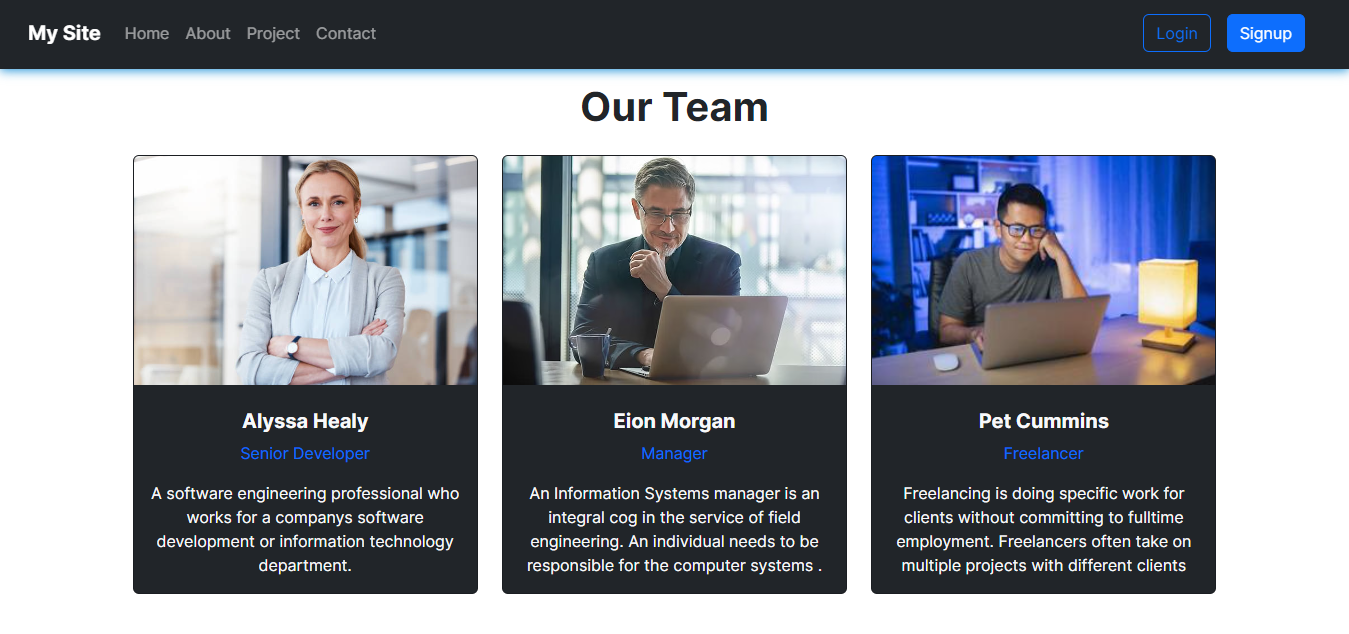 My Site Home About Project Contact Login Signup
Our Team
Alyssa Healy
Senior Developer
A software engineering professional who
works for a companys software
development or information technology
department.
Eion Morgan
Manager
An Information Systems manager is an
integral cog in the service of field
engineering. An individual needs to be
responsible for the computer systems .
Pet Cummins
Freelancer
Freelancing is doing specific work for
clients without committing to fulltime
employment. Freelancers often take on
multiple projects with different clients